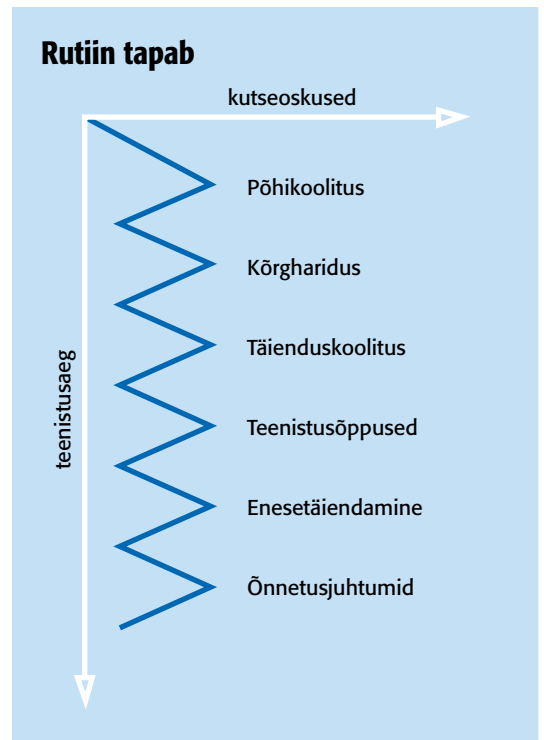 Rutiin tapab
kutseoskused
Põhikoolitus
Kõrgharidus
Täienduskoolitus
teenistusaeg
Teenistusõppused
Enesetäiendamine
Õnnetusjuhtumid